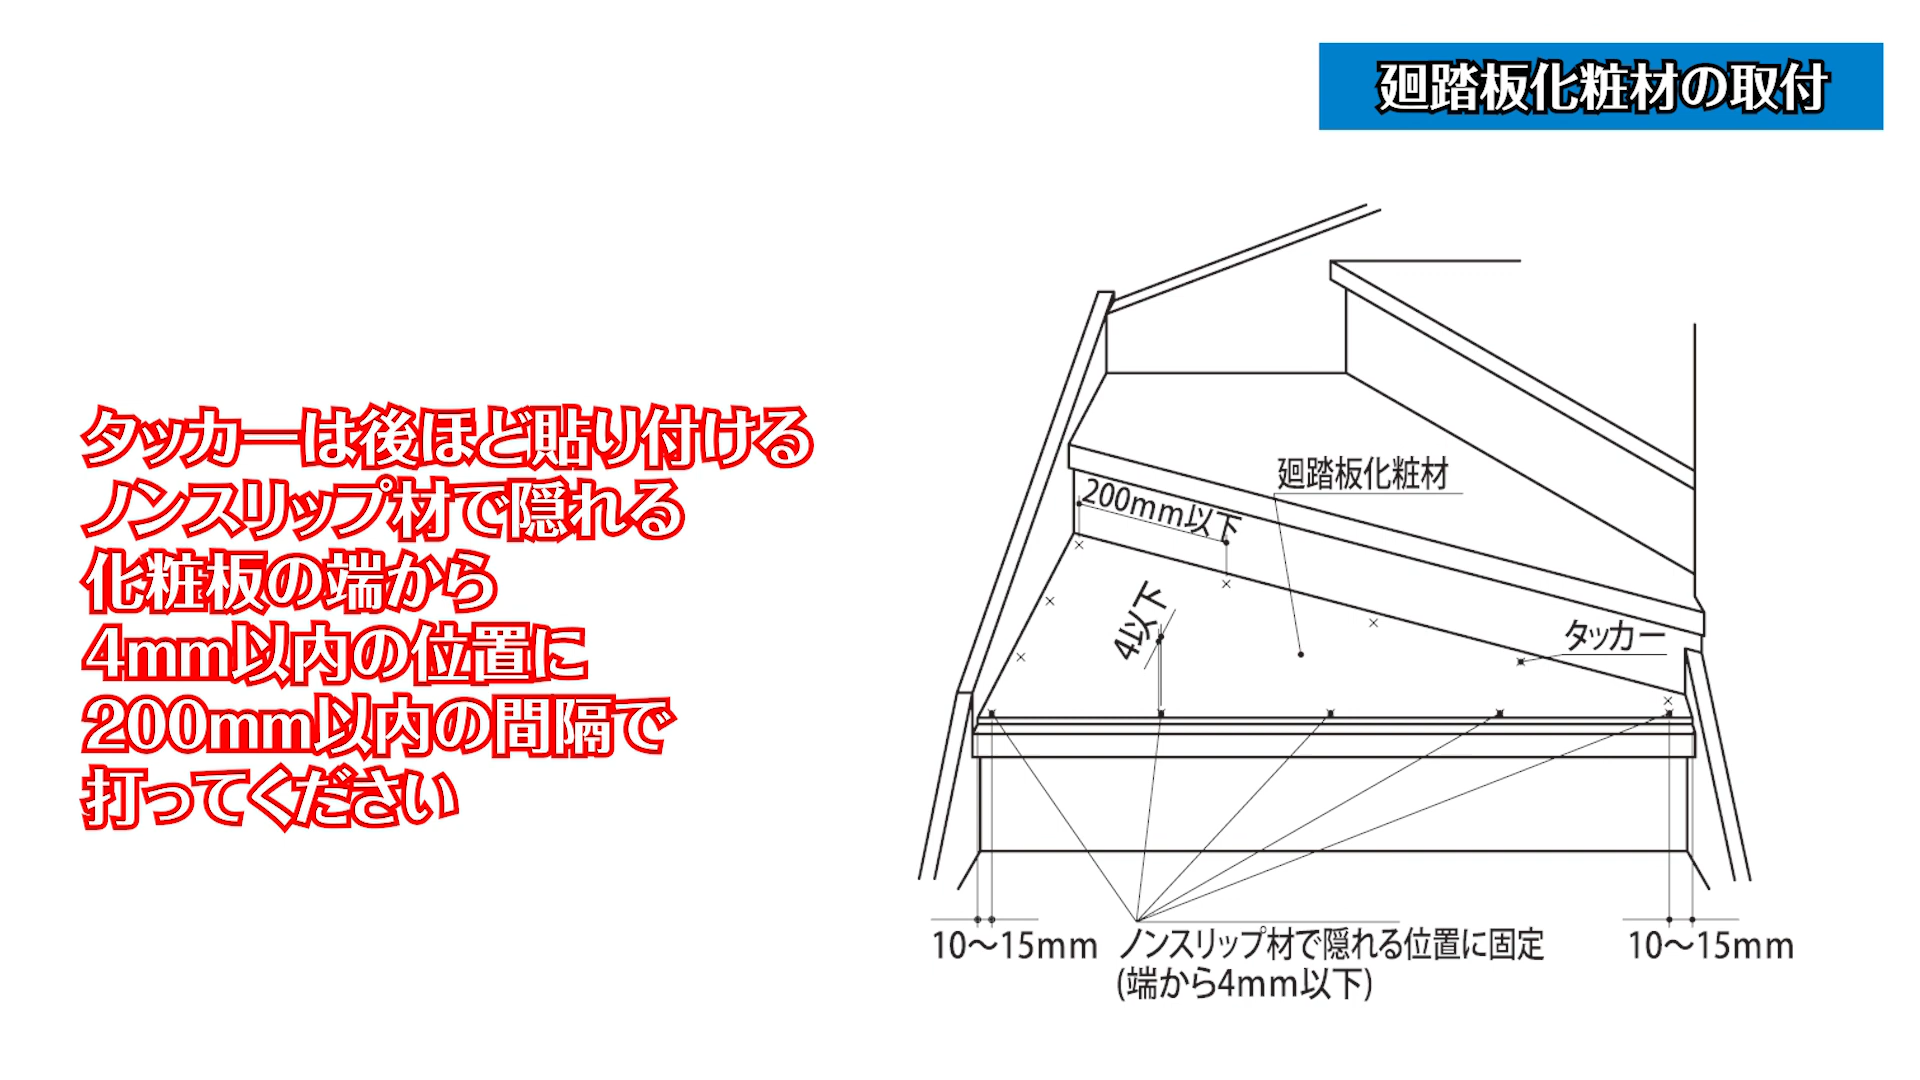 廻踏板化粧材の取付
タッカーは後ほど貼り付ける
ノンスリップ材で隠れる
化粧板の端から
4mm以内の位置に
200mm以内の間隔で
打ってください
廻踏板化粧材
200mm以下
4以下
タッカー
10～15mm
ノンスリップ材で隠れる位置に固定
(端から4mm以下)
10～15mm